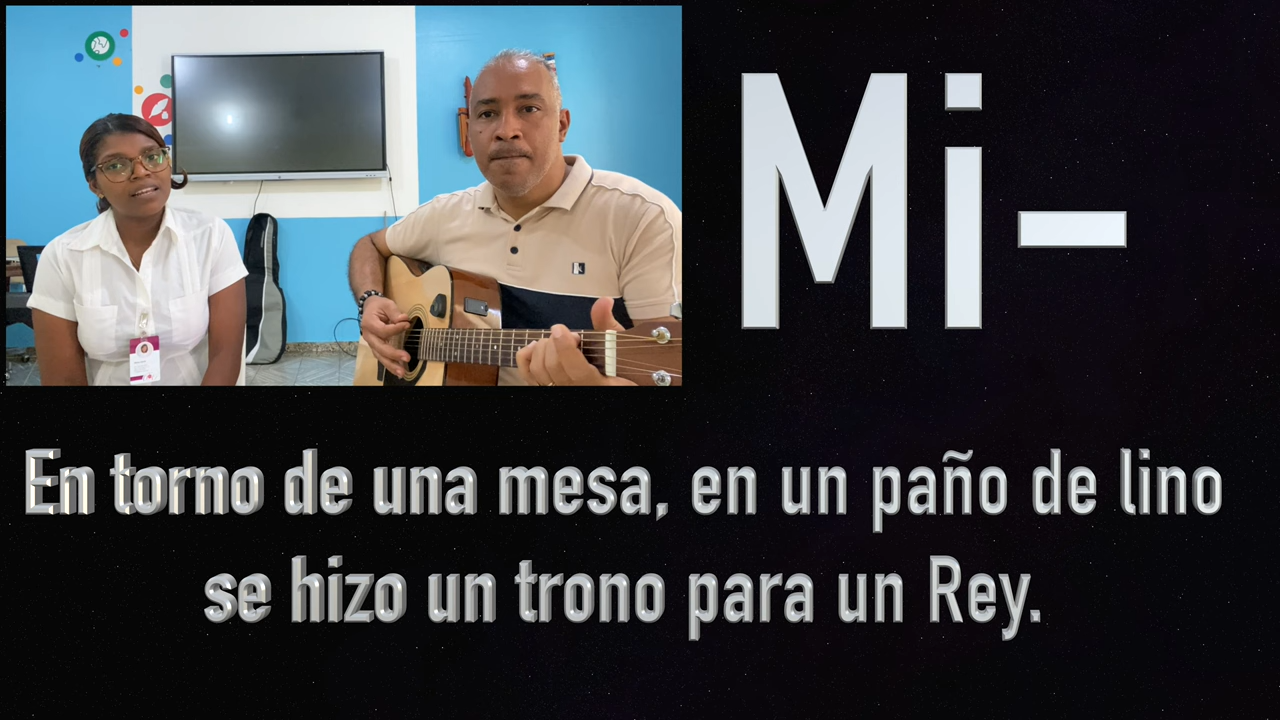 Mi-
En torno de una mesa, en un paño de lino
se hizo un trono para un Rey.